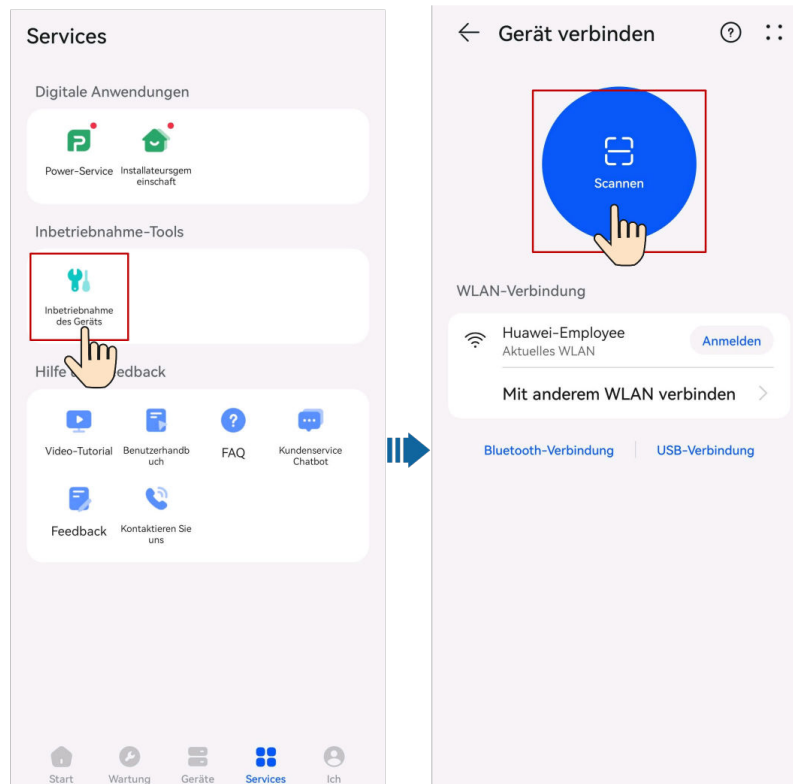 Services
Digitale Anwendungen
Power-Service
Installateursgem
einschaft
Inbetriebnahme-Tools
Inbetriebnahme
des Geräts
Hilfe edback
Video-Tutorial
Benutzerhandb
uch
FAQ
Kundenservice
Chatbot
Feedback
Kontaktieren Sie
uns
Start
Wartung
Geräte
Services
Ich
Gerät verbinden
Scannen
WLAN-Verbindung
Huawei-Employee
Aktuelles WLAN
Anmelden
Mit anderem WLAN verbinden
Bluetooth-Verbindung
USB-Verbindung